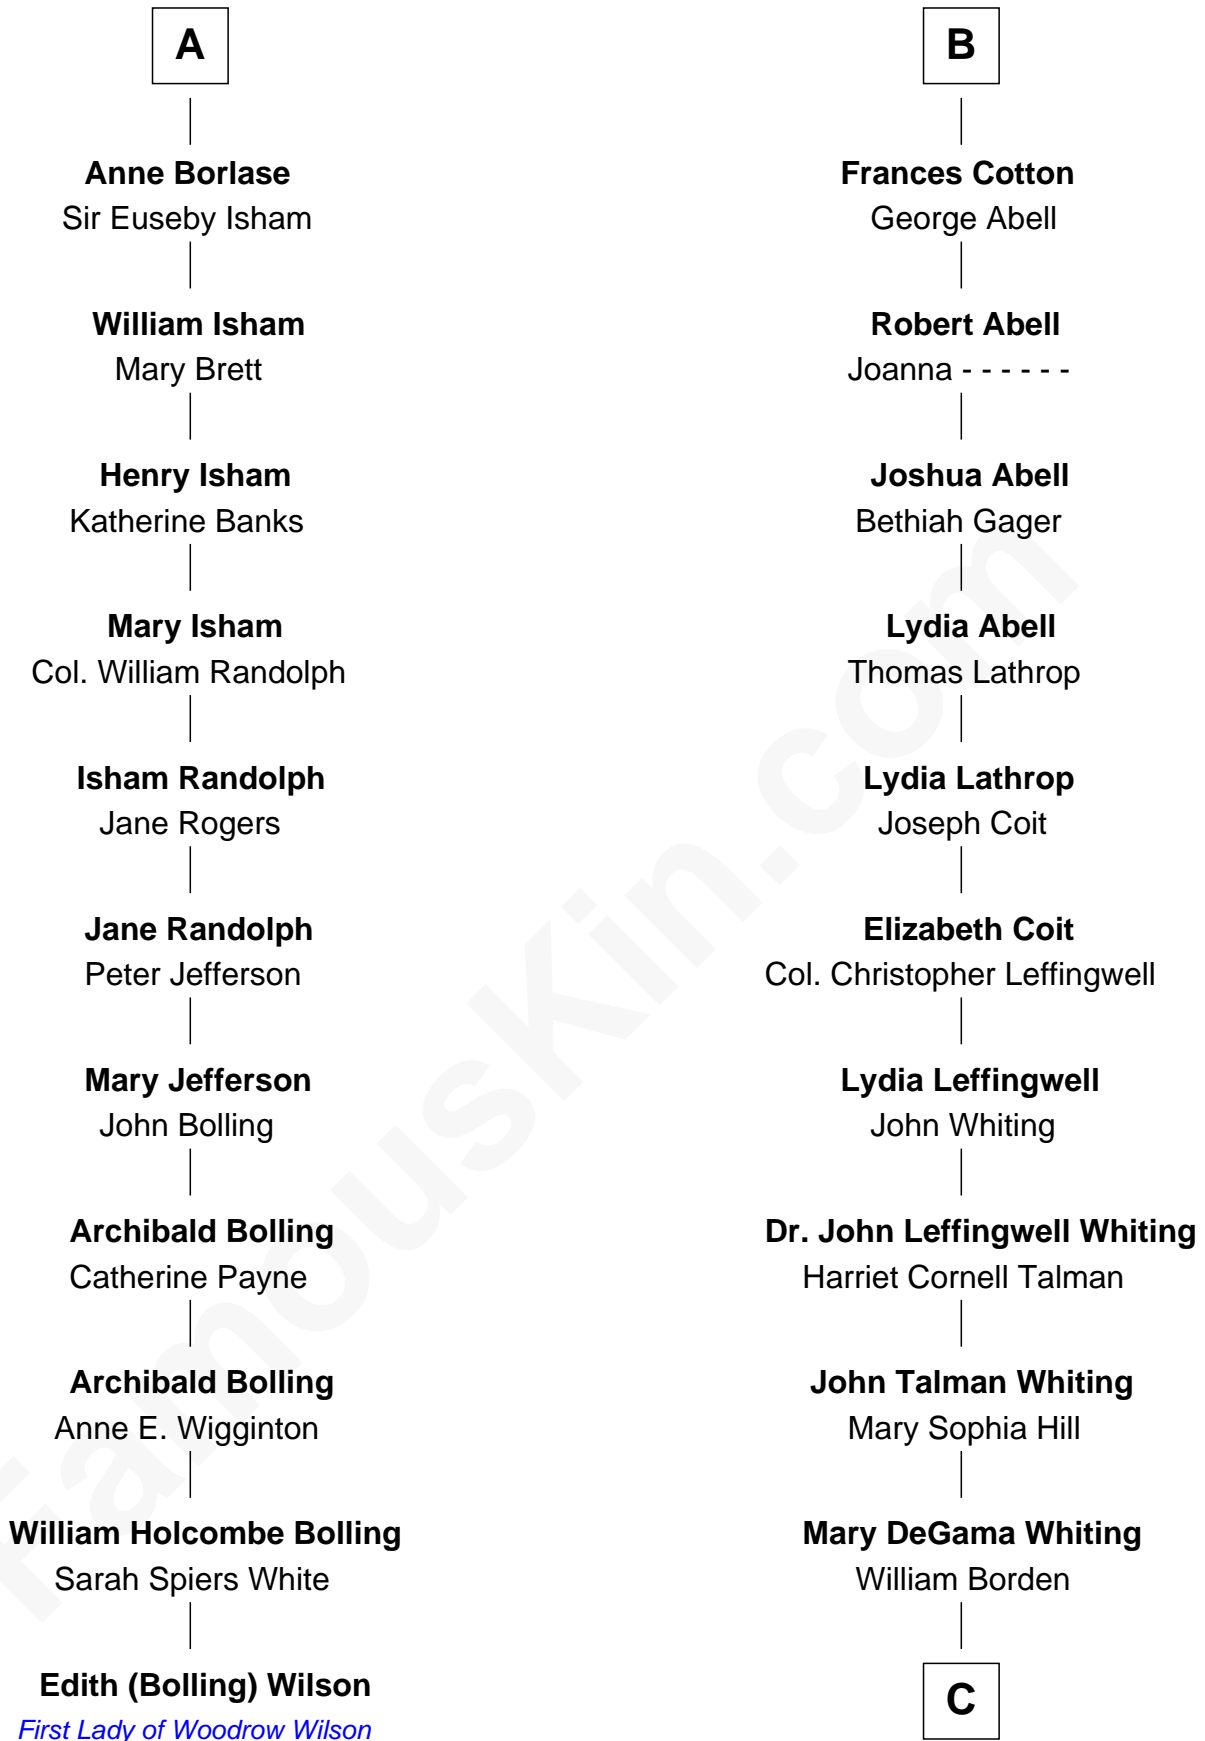 A
Anne Borlase
Sir Euseby Isham
William Isham
Mary Brett
Henry Isham
Katherine Banks
Mary Isham
Col. William Randolph
Isham Randolph
Jane Rogers
Jane Randolph
Peter Jefferson
Mary Jefferson
John Bolling
Archibald Bolling
Catherine Payne
Archibald Bolling
Anne E. Wigginton
William Holcombe Bolling
Sarah Spiers White
Edith (Bolling) Wilson
First Lady of Woodrow Wilson
B
Frances Cotton
George Abell
Robert Abell
Joanna - - - - - -
Joshua Abell
Bethiah Gager
Lydia Abell
Thomas Lathrop
Lydia Lathrop
Joseph Coit
Elizabeth Coit
Col. Christopher Leffingwell
Lydia Leffingwell
John Whiting
Dr. John Leffingwell Whiting
Harriet Cornell Talman
John Talman Whiting
Mary Sophia Hill
Mary DeGama Whiting
William Borden
C
FamousKin.com